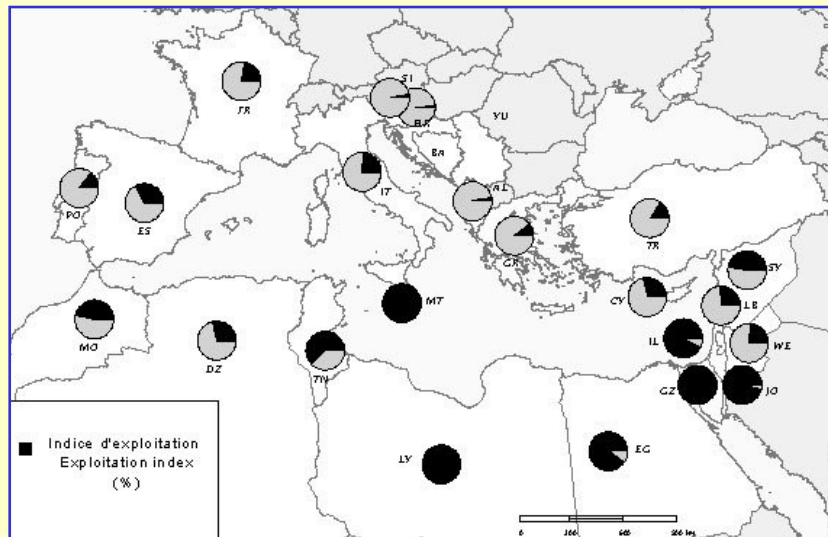 SI
FR
HR
YU
BA
IT
AL
PO
ES
GR
TR
SY
CY
LB
MT
MO
DZ
TN
IL
WE
GZ
JO
LY
EG
Indice d'exploitation
Exploitation index
(%)
0